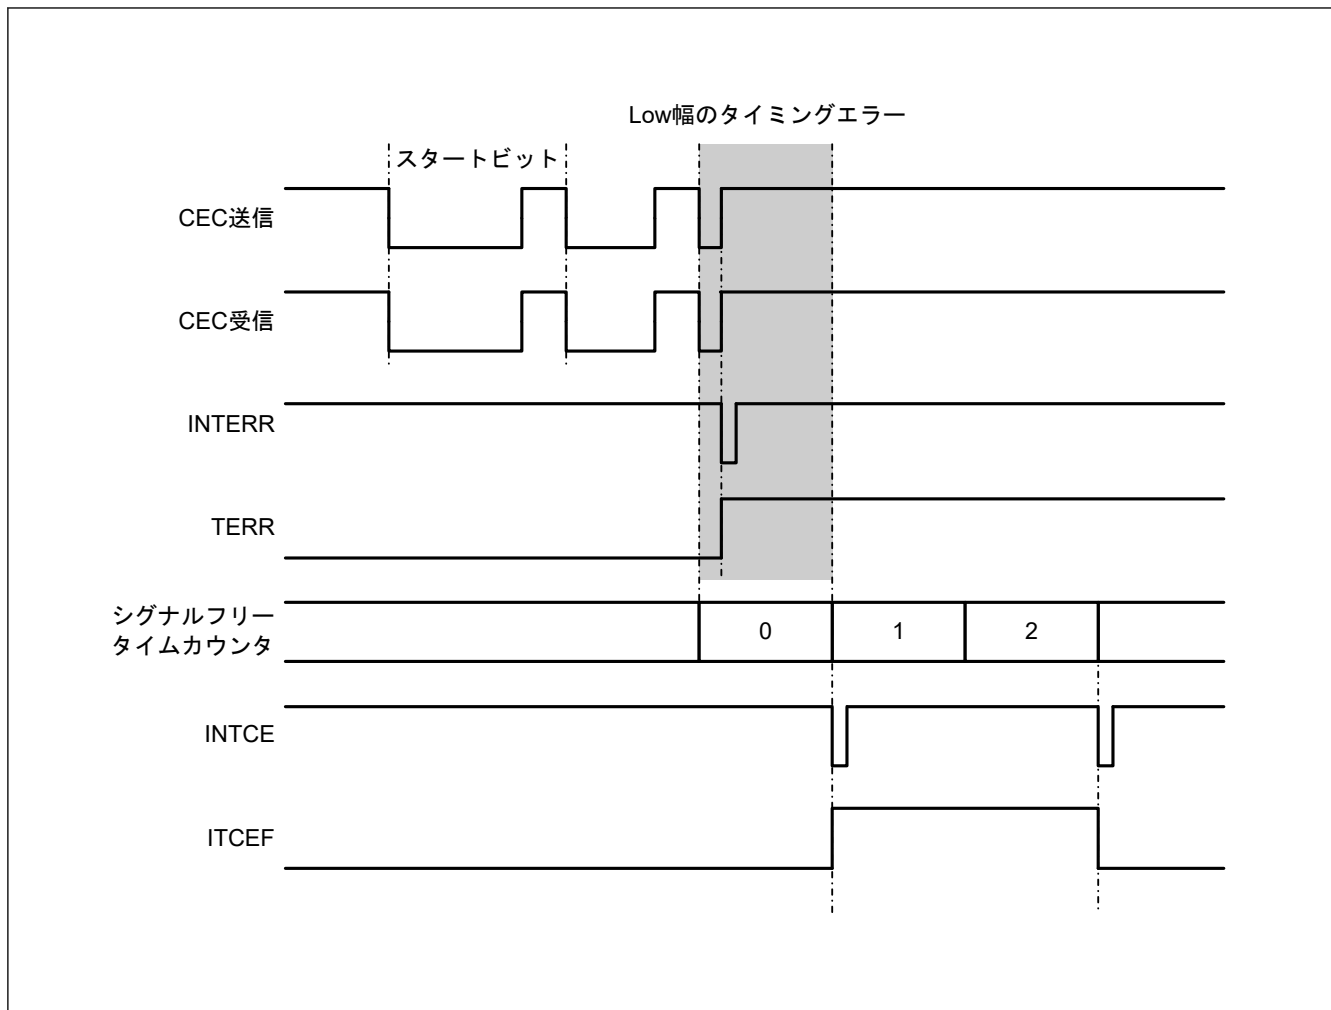 Low幅のタイミングエラー
スタートビット
CEC送信
CEC受信
INTERR
TERR
シグナルフリー
タイムカウンタ
0
1
2
INTCE
ITCEF